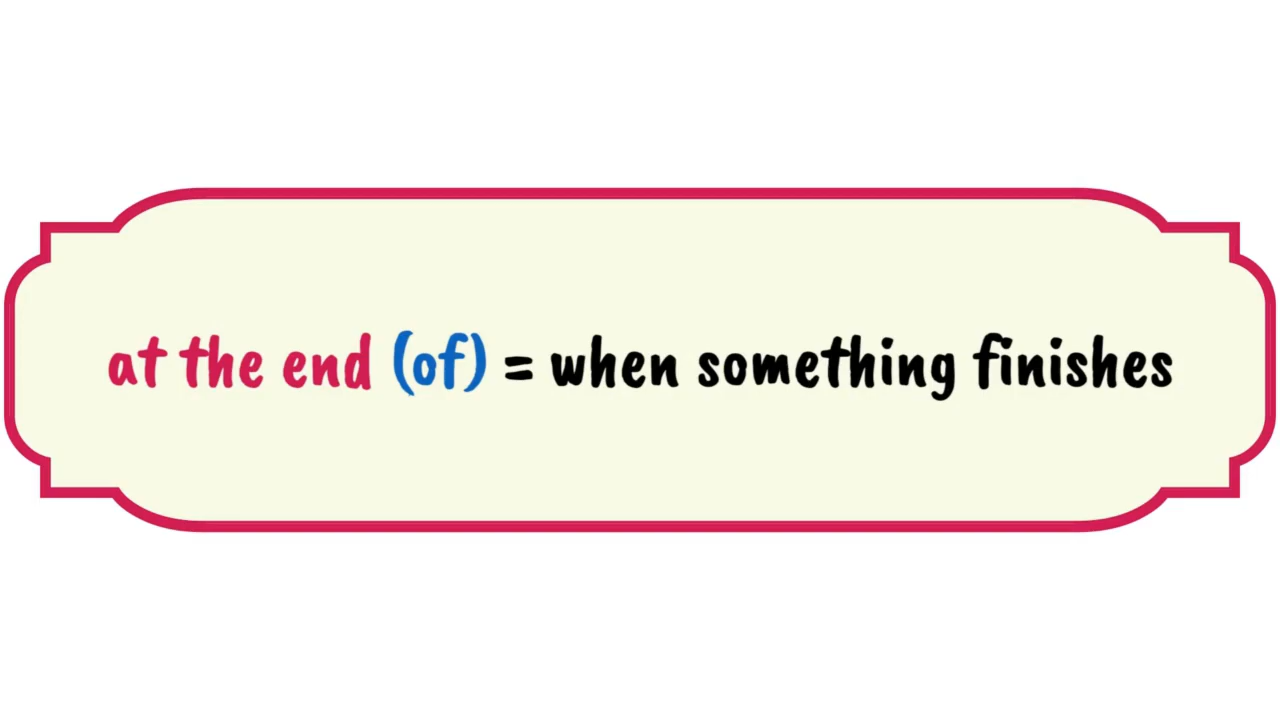 at the end (of) = when something finishes